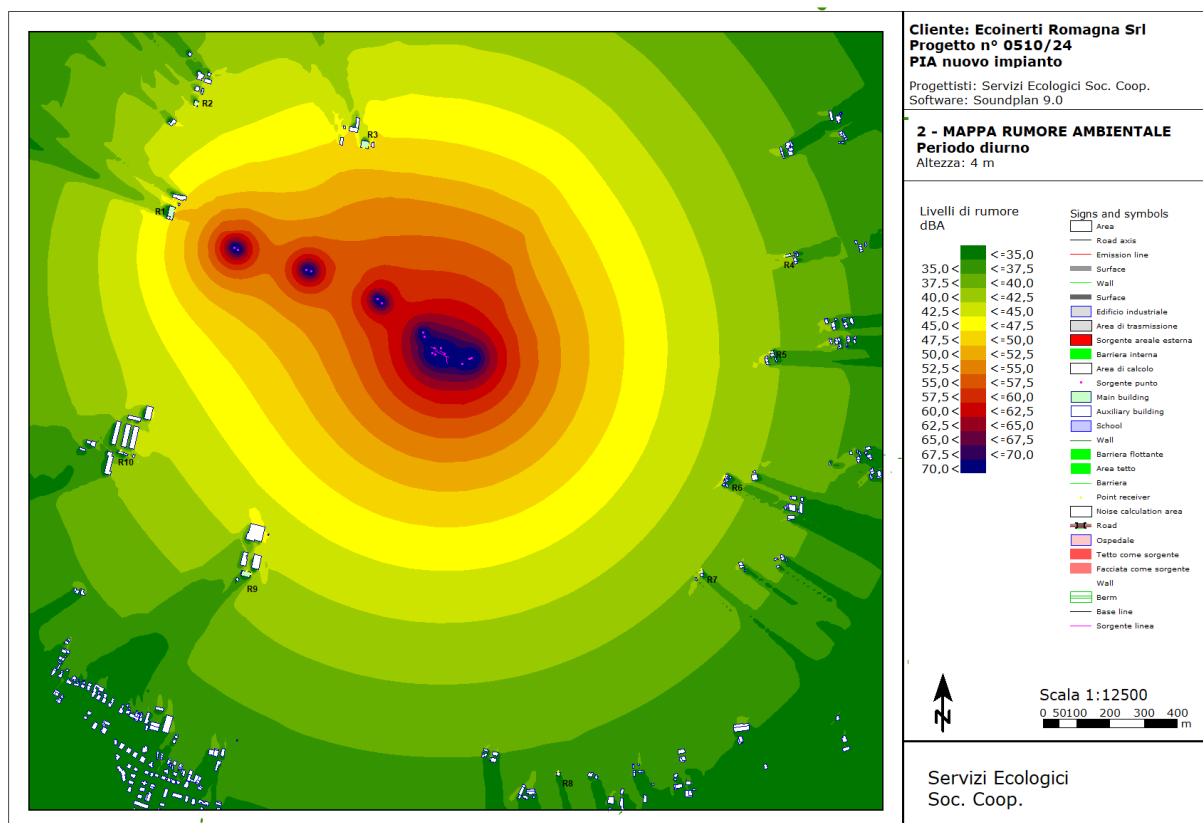 Cliente: Ecoinerti Romagna Srl
Progetto n° 0510/24
PIA nuovo impianto
Progettisti: Servizi Ecologici Soc. Coop.
Software: Soundplan 9.0
2 - MAPPA RUMORE AMBIENTALE
Periodo diurno
Altezza: 4 m
Livelli di rumore
dBA
<=35,0
35,0 < <=37,5
37,5 < <=40,0
40,0 < <=42,5
42,5 < <=45,0
45,0 < <=47,5
47,5 < <=50,0
50,0 < <=52,5
52,5 < <=55,0
55,0 < <=57,5
57,5 < <=60,0
60,0 < <=62,5
62,5 < <=65,0
65,0 < <=67,5
67,5 < <=70,0
70,0 <
Signs and symbols
Area
Road axis
Emission line
Surface
Wall
Surface
Edificio industriale
Area di trasmissione
Sorgente areale esterna
Barriera interna
Area di calcolo
Sorgente punto
Main building
Auxiliary building
School
Wall
Barriera flottante
Area tetto
Barriera
Point receiver
Noise calculation area
Road
Ospedale
Tetto come sorgente
Facciata come sorgente
Wall
Berm
Base line
Sorgente linea
N
Scala 1:12500
0 50100 200 300 400
m
Servizi Ecologici
Soc. Coop.
R2
R3
R1
R4
R5
R10
R6
R7
R9
R8